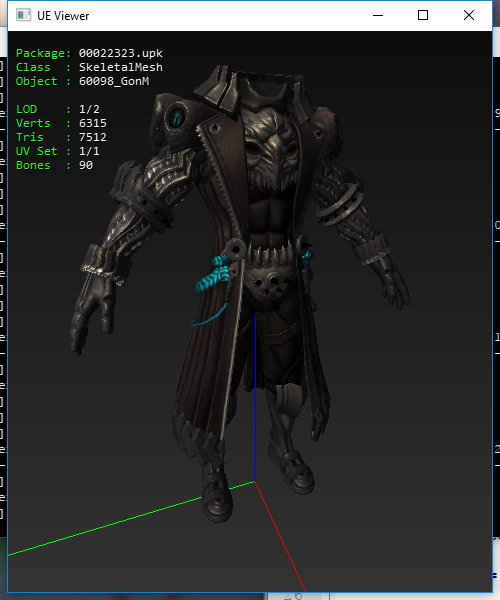 UE Viewer
Package: 00022323.upk
Class : SkeletalMesh
Object : 60098_GonM
LOD : 1/2
Verts : 6315
Tris : 7512
UV Set : 1/1
Bones : 90